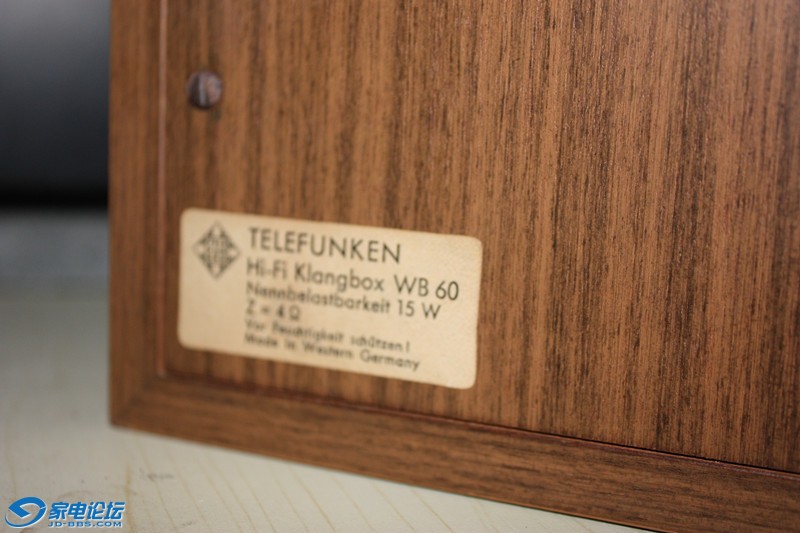 TELEFUNKEN
Hi-Fi Klangbox WB 60
Nennbelastbarkeit 15 W
Z = 4 Ω
Vor Feuchtigkeit schützen!
Made in Western Germany
家电论坛
JD-BBS.COM